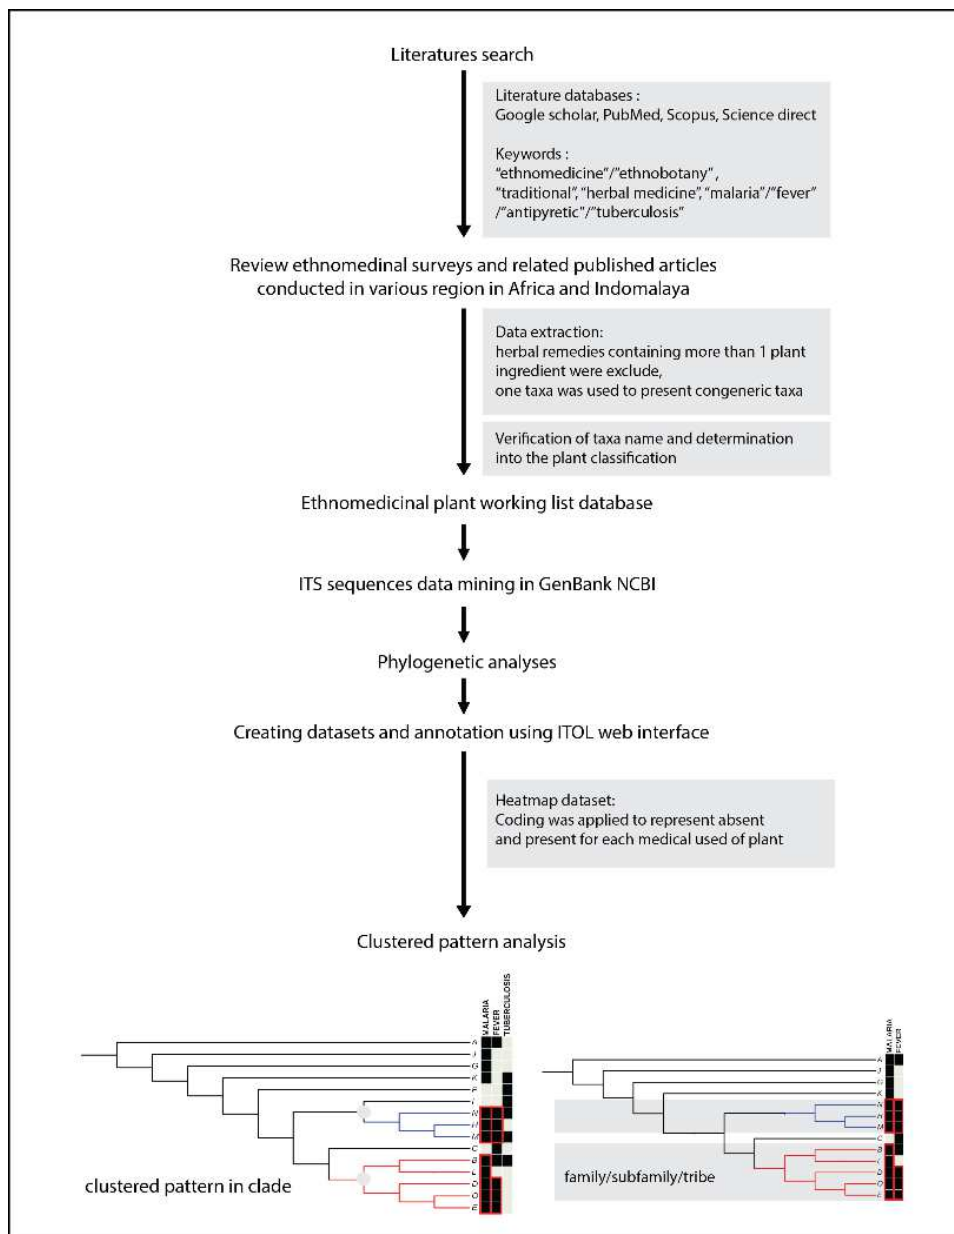 Literatures search
Literature databases :
Google scholar, PubMed, Scopus, Science direct
Keywords :
“ethnomedicine”/”ethnobotany” ,
“traditional”, “herbal medicine”, “malaria”/”fever”
/”antipyretic”/”tuberculosis”
Review ethnomedinal surveys and related published articles
conducted in various region in Africa and Indomalaya
Data extraction:
herbal remedies containing more than 1 plant
ingredient were exclude,
one taxa was used to present congeneric taxa
Verification of taxa name and determination
into the plant classification
Ethnomedicinal plant working list database
ITS sequences data mining in GenBank NCBI
Phylogenetic analyses
Creating datasets and annotation using ITOL web interface
Heatmap dataset:
Coding was applied to represent absent
and present for each medical used of plant
Clustered pattern analysis
MALARIA
FEVER
TUBERCULOSIS
A
J
G
K
F
I
N
H
M
C
B
L
D
O
E
clustered pattern in clade
MALARIA
FEVER
A
J
G
K
N
H
M
C
B
O
E
family/subfamily/tribe